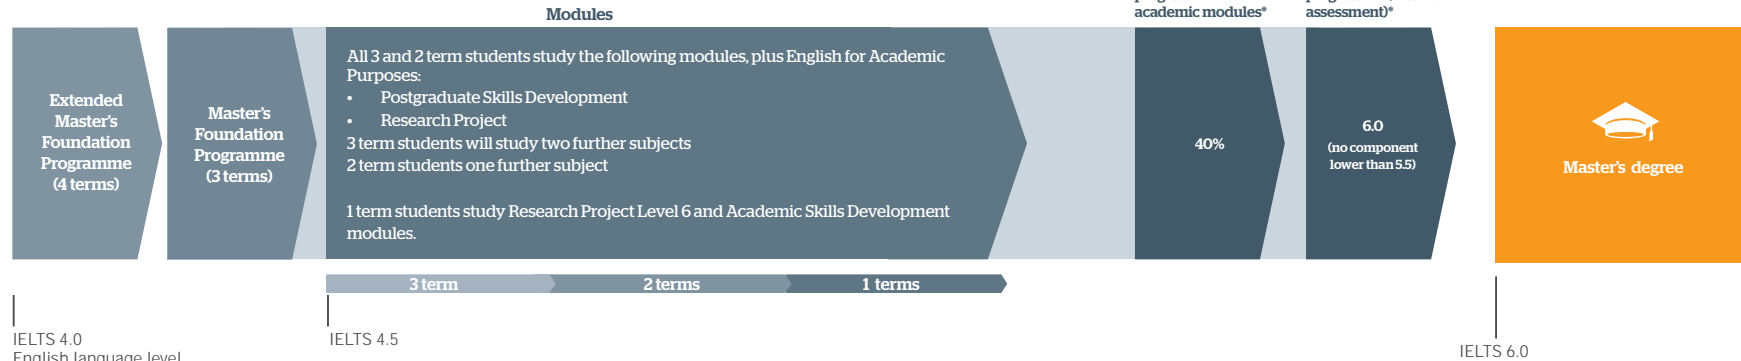 Modules
academic modules*
assessment)*
Extended
Master's
Foundation
Programme
(4 terms)
Master's
Foundation
Programme
(3 terms)
All 3 and 2 term students study the following modules, plus English for Academic
Purposes:
• Postgraduate Skills Development
• Research Project
3 term students will study two further subjects
2 term students one further subject
1 term students study Research Project Level 6 and Academic Skills Development
modules.
40%
6.0
(no component
lower than 5.5)
Master's degree
3 term
2 terms
1 terms
IELTS 4.0
English language level
IELTS 4.5
IELTS 6.0